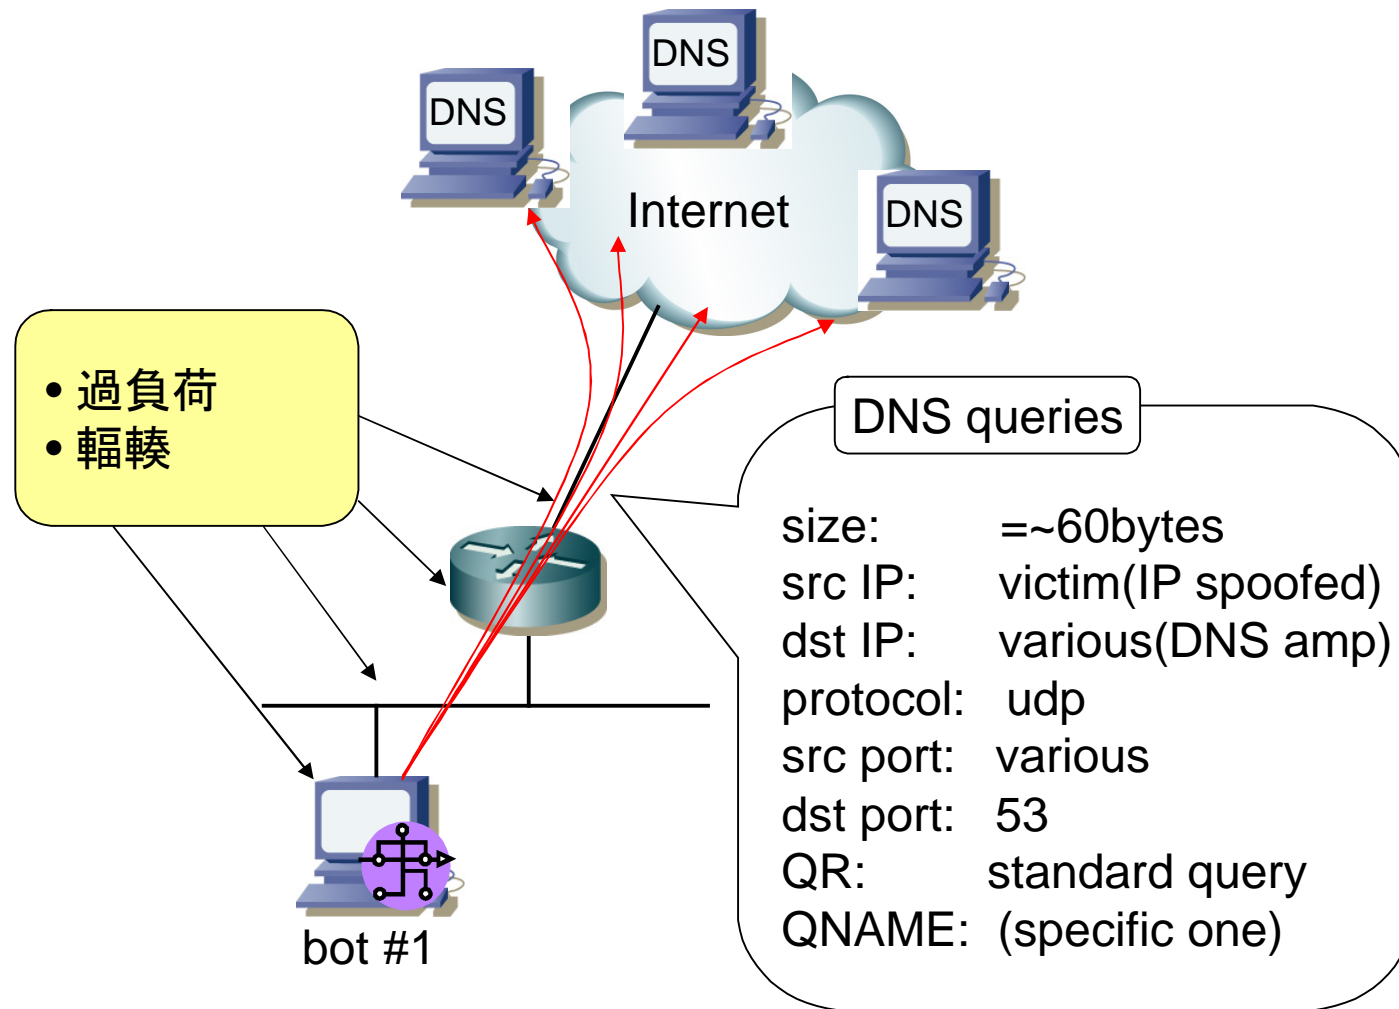 DNS
DNS
DNS
Internet
• 過負荷
• 輻輳
DNS queries
size: =~60bytes
src IP: victim(IP spoofed)
dst IP: various(DNS amp)
protocol: udp
src port: various
dst port: 53
QR: standard query
QNAME: (specific one)
bot #1